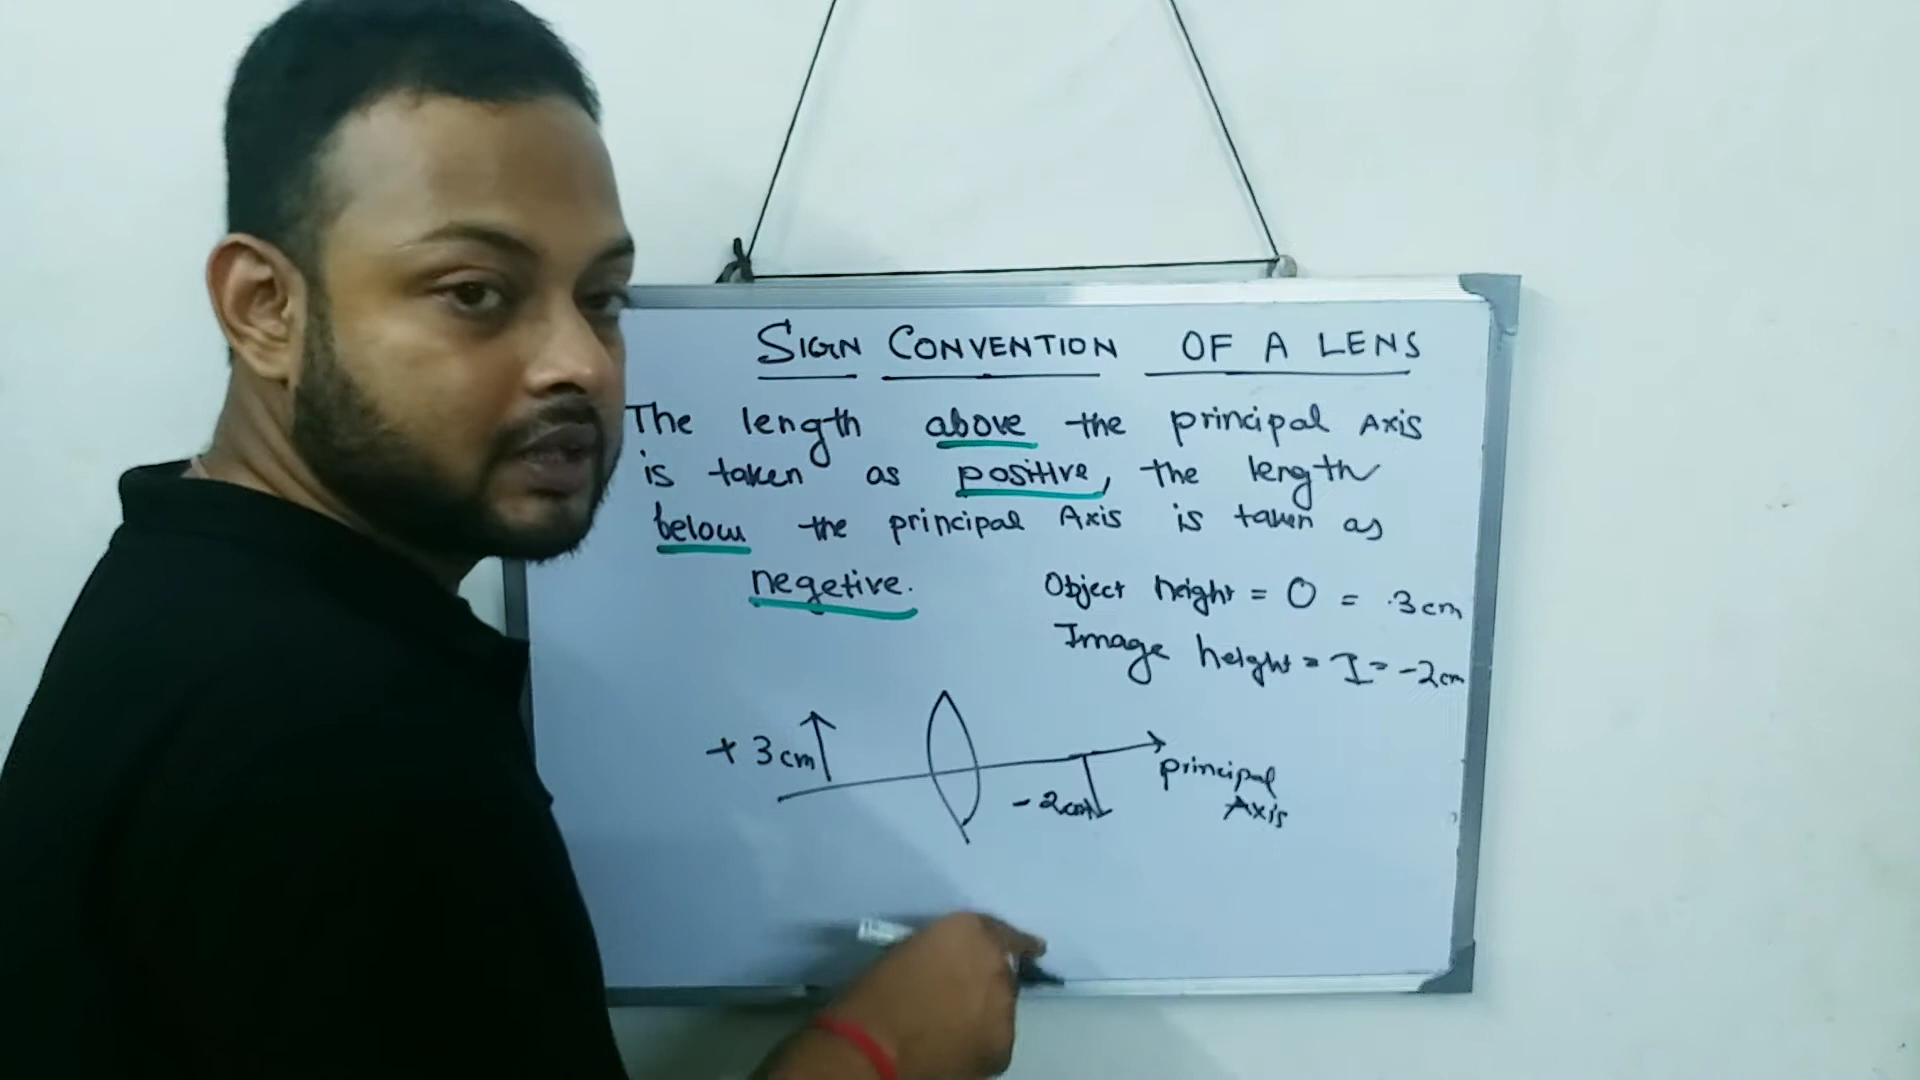 SIGN CONVENTION OF A LENS
The length above the principal Axis
is taken as positive, the length
below the principal Axis is taken as
negetive.
Object height = O = 3cm
Image height = I = -2cm
+ 3cm
- 2cm
principal
Axis